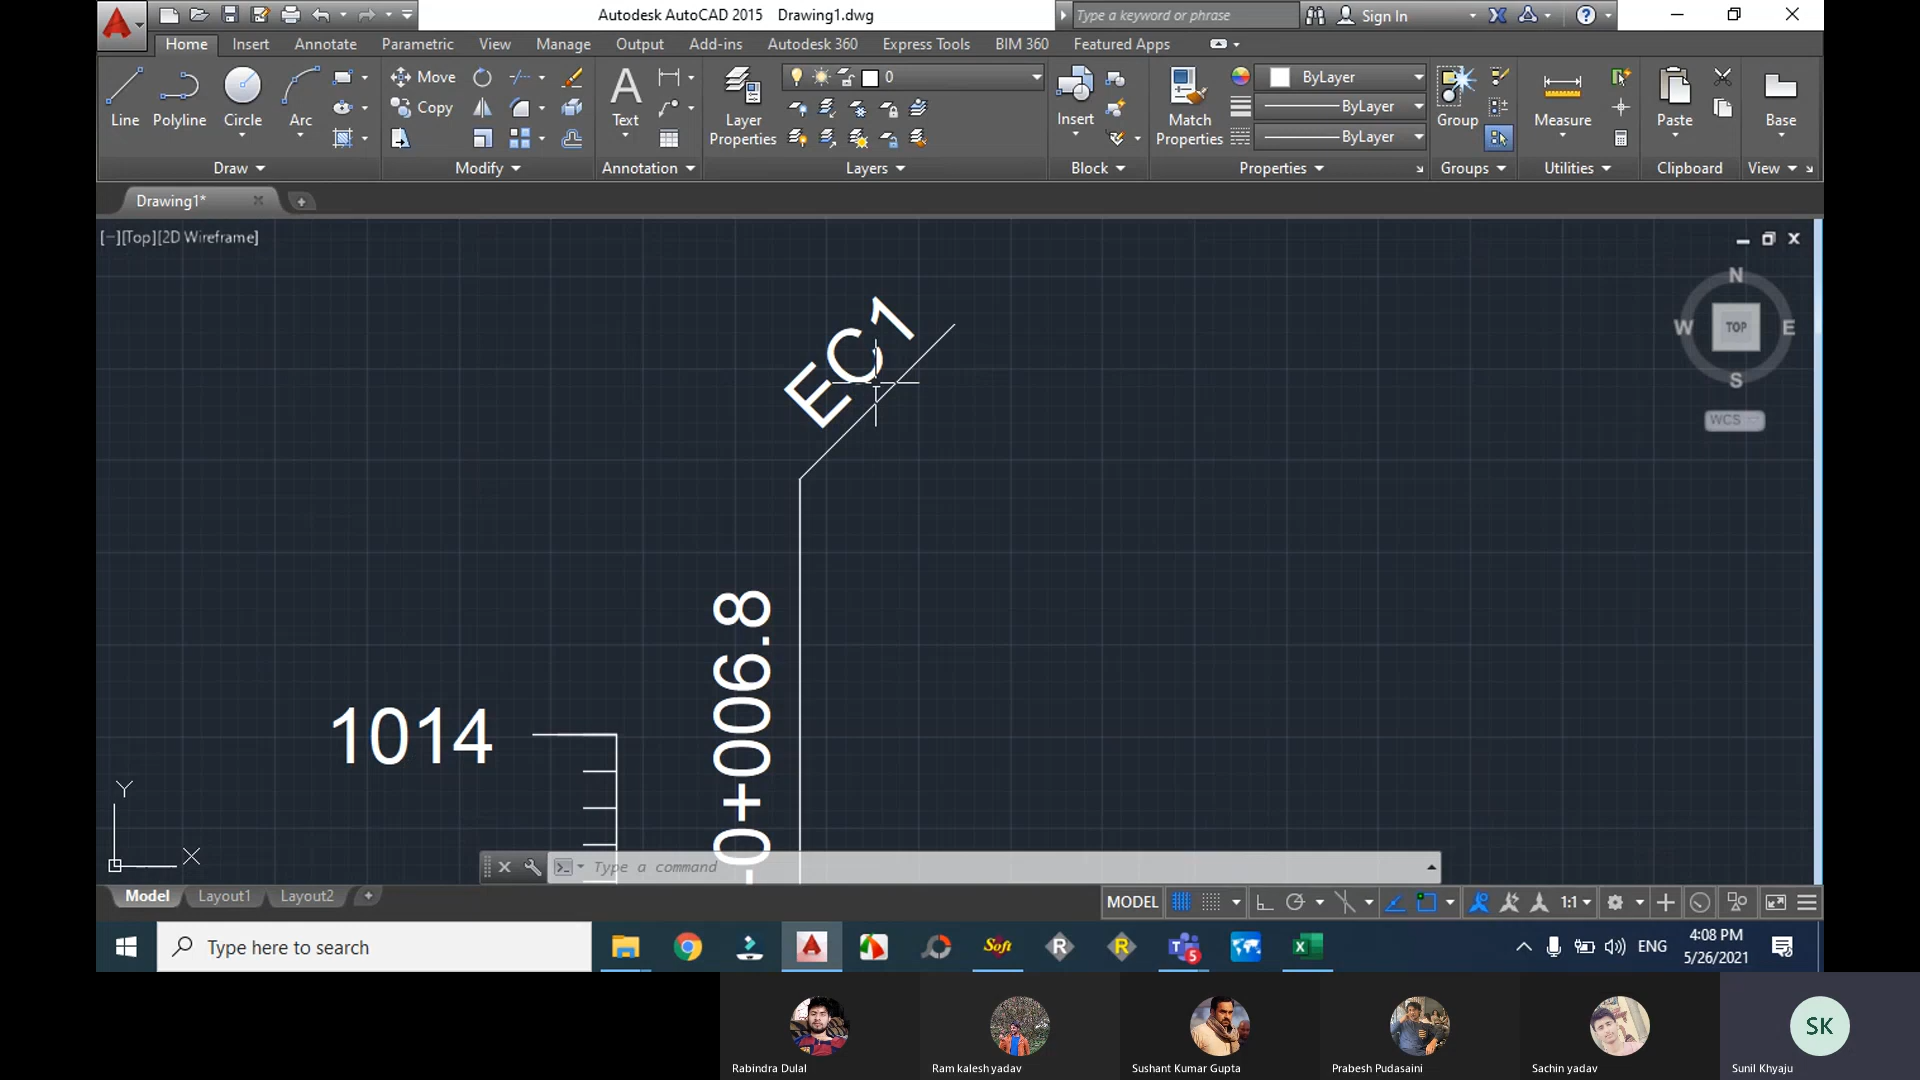 Autodesk AutoCAD 2015 Drawing1.dwg
Type a keyword or phrase
Sign In
Home Insert Annotate Parametric View Manage Output Add-ins Autodesk 360 Express Tools BIM 360 Featured Apps
Line Polyline Circle Arc
Move
Copy
Text
Layer Properties
0
Insert
Match Properties
ByLayer
ByLayer
ByLayer
Group
Measure
Paste
Base
Draw Modify Annotation Layers Block Properties Groups Utilities Clipboard View
Drawing1*
[−][Top][2D Wireframe]
N
W TOP E
S
WCS
EC1
0+006.8
1014
Y
X
Type a command
Model Layout1 Layout2
MODEL 1:1
Type here to search
Soft
R
R
5
ENG
4:08 PM
5/26/2021
SK
Rabindra Dulal
Ram kalesh yadav
Sushant Kumar Gupta
Prabesh Pudasaini
Sachin yadav
Sunil Khyaju